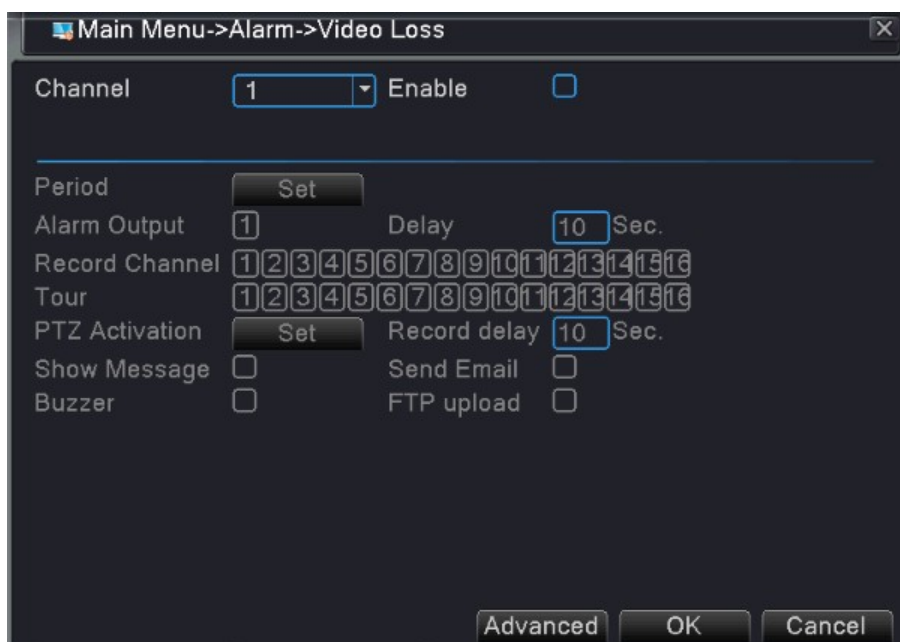 Main Menu->Alarm->Video Loss
Channel 1 Enable
Period Set
Alarm Output 1 Delay 10 Sec.
Record Channel 1 2 3 4 5 6 7 8 9 10 11 12 13 14 15 16
Tour 1 2 3 4 5 6 7 8 9 10 11 12 13 14 15 16
PTZ Activation Set Record delay 10 Sec.
Show Message Send Email
Buzzer FTP upload
Advanced OK Cancel